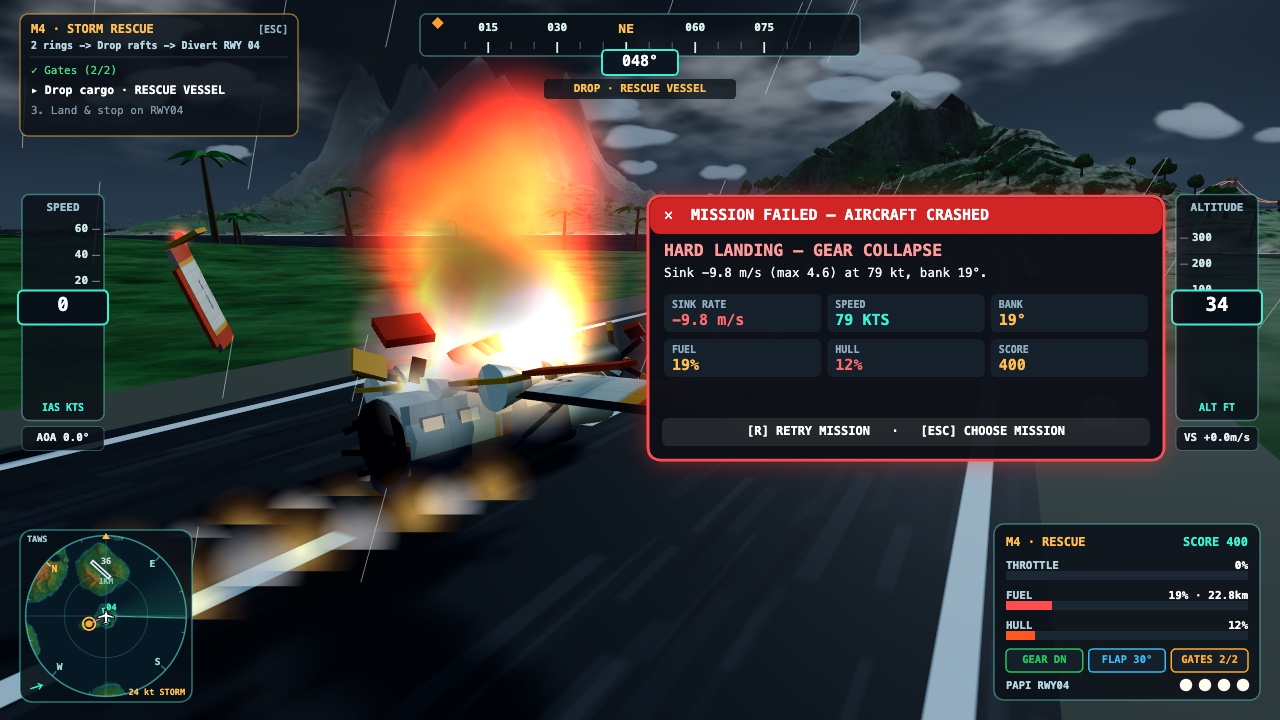 M4 · STORM RESCUE [ESC]
2 rings —> Drop rafts —> Divert RWY 04
✓ Gates (2/2)
▸ Drop cargo · RESCUE VESSEL
3. Land & stop on RWY04
015 030 NE 060 075
048°
DROP · RESCUE VESSEL
SPEED
60
40
20
0
IAS KTS
AOA 0.0°
× MISSION FAILED — AIRCRAFT CRASHED
HARD LANDING — GEAR COLLAPSE
Sink −9.8 m/s (max 4.6) at 79 kt, bank 19°.
SINK RATE SPEED BANK
−9.8 m/s 79 KTS 19°
FUEL HULL SCORE
19% 12% 400
[R] RETRY MISSION · [ESC] CHOOSE MISSION
ALTITUDE
300
200
100
34
ALT FT
VS +0.0m/s
TAWS
N 36 E
1KM
04
W S
24 kt STORM
M4 · RESCUE SCORE 400
THROTTLE 0%
FUEL 19% · 22.8km
HULL 12%
GEAR DN FLAP 30° GATES 2/2
PAPI RWY04